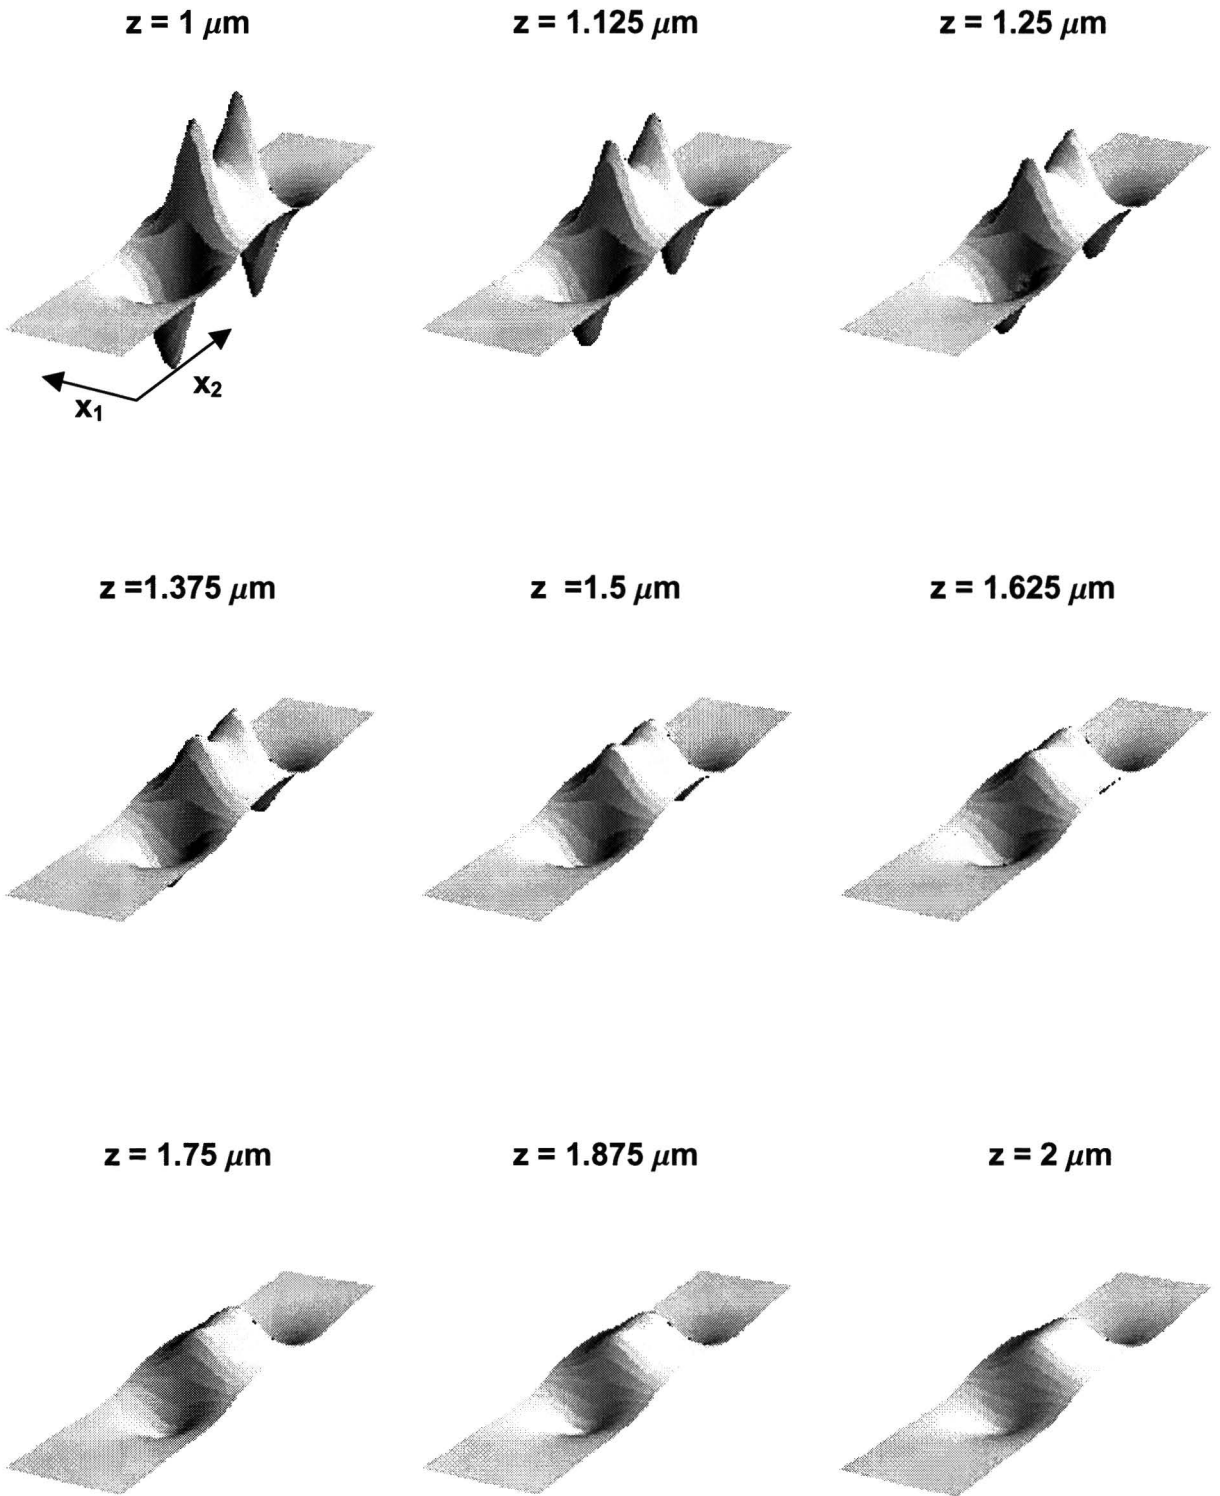 z = 1 μm
z = 1.125 μm
z = 1.25 μm
x₁
x₂
z =1.375 μm
z =1.5 μm
z = 1.625 μm
z = 1.75 μm
z = 1.875 μm
z = 2 μm